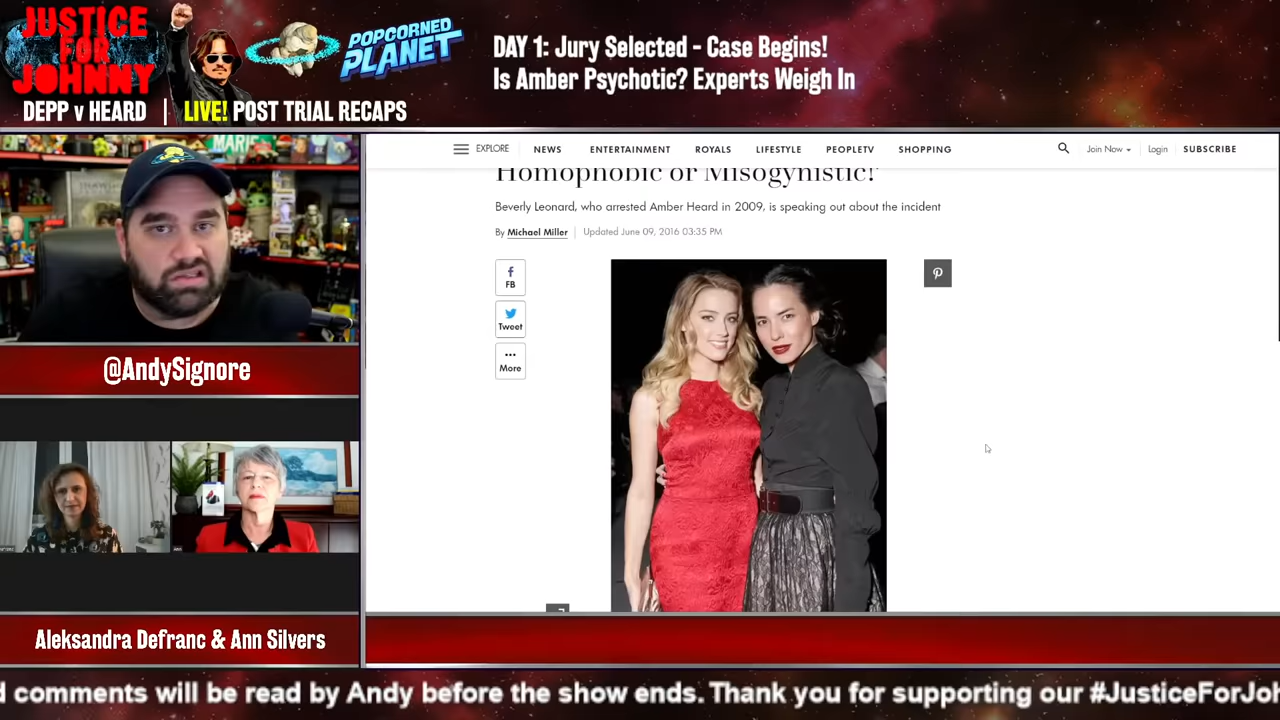 JUSTICE
FOR
JOHNNY
POPCORNED
PLANET
DEPP v HEARD | LIVE! POST TRIAL RECAPS
DAY 1: Jury Selected - Case Begins!
Is Amber Psychotic? Experts Weigh In
MARIE
EXPLORE
NEWS
ENTERTAINMENT
ROYALS
LIFESTYLE
PEOPLETV
SHOPPING
Join Now
Login
SUBSCRIBE
Homophobic or Misogynistic!'
Beverly Leonard, who arrested Amber Heard in 2009, is speaking out about the incident
By Michael Miller | Updated June 09, 2016 03:35 PM
FB
Tweet
More
@AndySignore
Aleksandra Defranc & Ann Silvers
d comments will be read by Andy before the show ends. Thank you for supporting our #JusticeForJoh